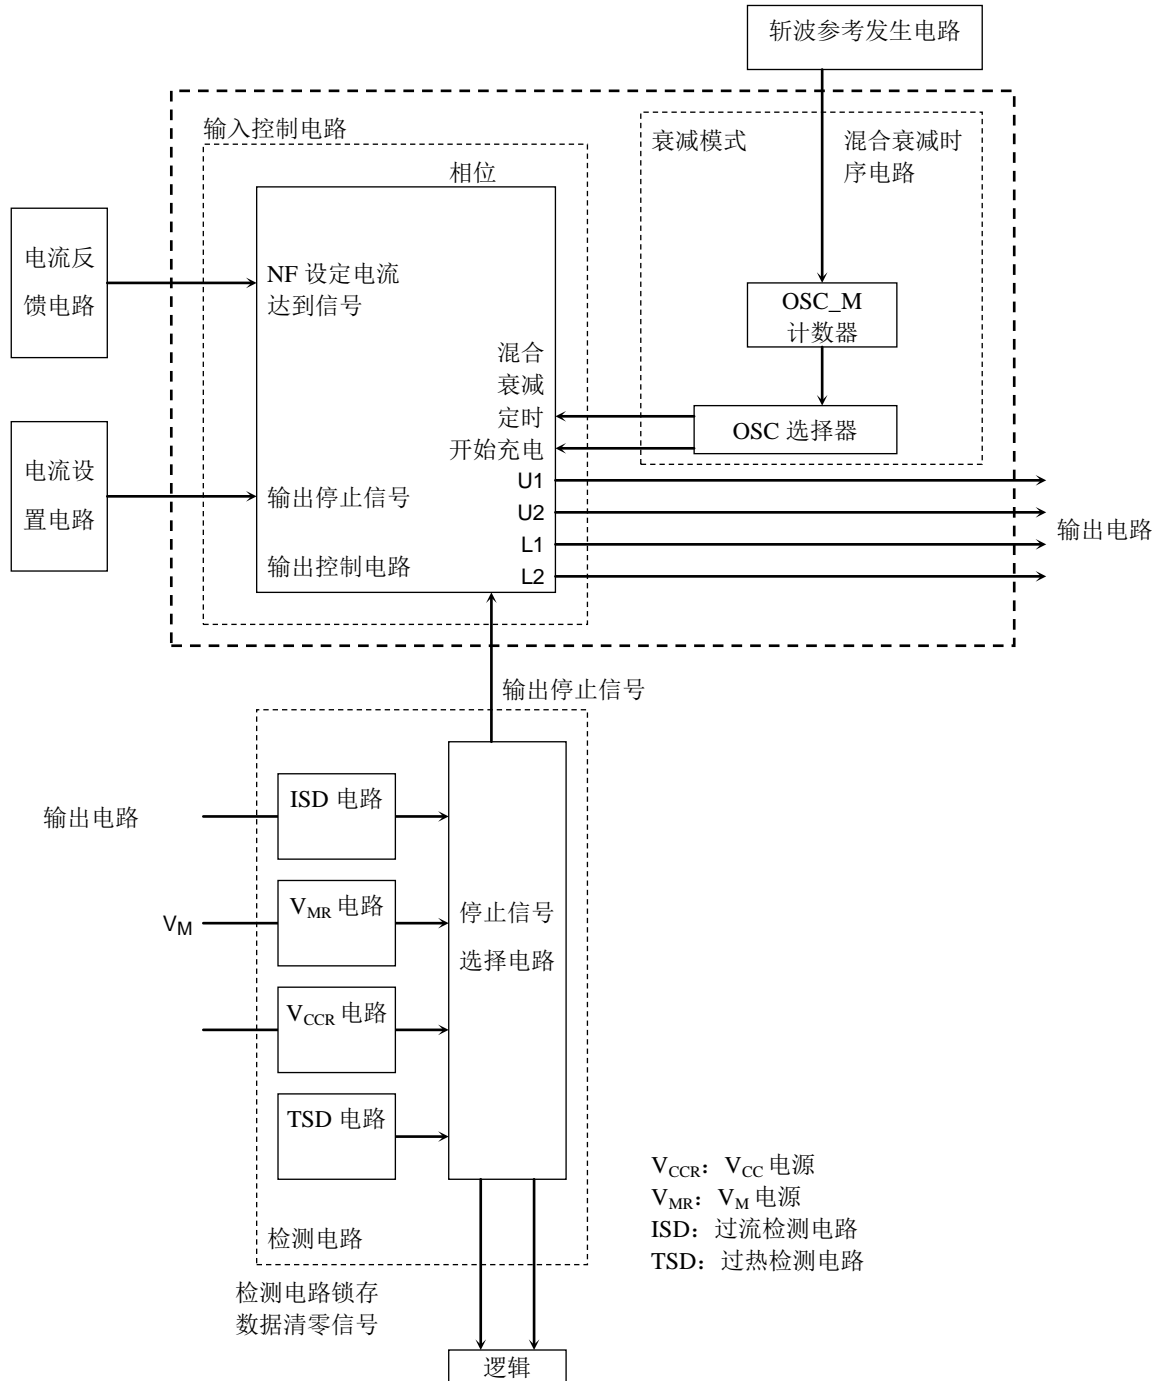 斩波参考发生电路
输入控制电路
衰减模式
混合衰减时
序电路
相位
电流反
馈电路
NF 设定电流
达到信号
OSC_M
计数器
混合
衰减
定时
开始充电
OSC 选择器
电流设
置电路
输出停止信号
输出控制电路
U1
U2
L1
L2
输出电路
输出停止信号
输出电路
ISD 电路
VM
VMR 电路
停止信号
选择电路
VCCR 电路
TSD 电路
检测电路
VCCR：VCC 电源
VMR：VM 电源
ISD：过流检测电路
TSD：过热检测电路
检测电路锁存
数据清零信号
逻辑